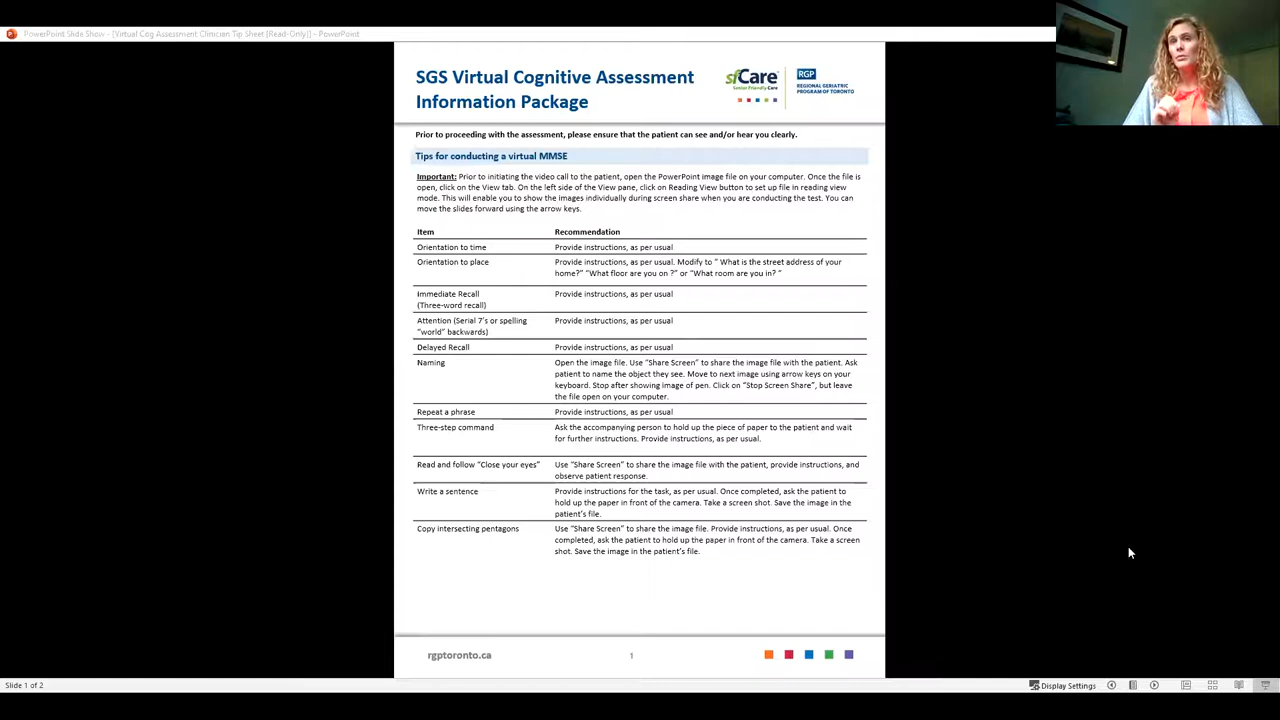 PowerPoint Slide Show - [Virtual Cog Assessment Clinician Tip Sheet [Read-Only]] - PowerPoint
SGS Virtual Cognitive Assessment
Information Package
sfCare
Senior Friendly Care
RGP
REGIONAL GERIATRIC
PROGRAM OF TORONTO
Prior to proceeding with the assessment, please ensure that the patient can see and/or hear you clearly.
Tips for conducting a virtual MMSE
Important: Prior to initiating the video call to the patient, open the PowerPoint image file on your computer. Once the file is
open, click on the View tab. On the left side of the View pane, click on Reading View button to set up file in reading view
mode. This will enable you to show the images individually during screen share when you are conducting the test. You can
move the slides forward using the arrow keys.
Item Recommendation
Orientation to time Provide instructions, as per usual
Orientation to place Provide instructions, as per usual. Modify to " What is the street address of your
home?" "What floor are you on ?" or "What room are you in? "
Immediate Recall Provide instructions, as per usual
(Three-word recall)
Attention (Serial 7's or spelling Provide instructions, as per usual
"world" backwards)
Delayed Recall Provide instructions, as per usual
Naming Open the image file. Use "Share Screen" to share the image file with the patient. Ask
patient to name the object they see. Move to next image using arrow keys on your
keyboard. Stop after showing image of pen. Click on "Stop Screen Share", but leave
the file open on your computer.
Repeat a phrase Provide instructions, as per usual
Three-step command Ask the accompanying person to hold up the piece of paper to the patient and wait
for further instructions. Provide instructions, as per usual.
Read and follow "Close your eyes" Use "Share Screen" to share the image file with the patient, provide instructions, and
observe patient response.
Write a sentence Provide instructions for the task, as per usual. Once completed, ask the patient to
hold up the paper in front of the camera. Take a screen shot. Save the image in the
patient's file.
Copy intersecting pentagons Use "Share Screen" to share the image file. Provide instructions, as per usual. Once
completed, ask the patient to hold up the paper in front of the camera. Take a screen
shot. Save the image in the patient's file.
rgptoronto.ca 1
Slide 1 of 2 Display Settings